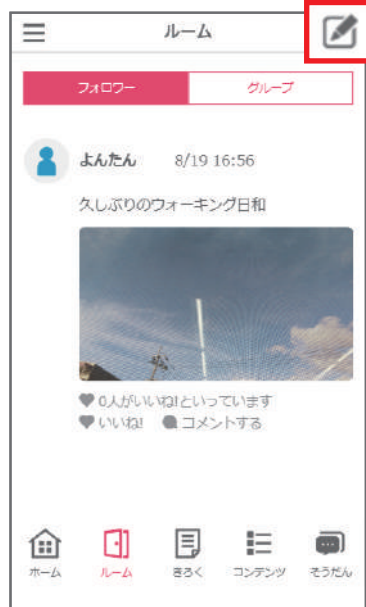 ルーム
フォロワー グループ
よんたん 8/19 16:56
久しぶりのウォーキング日和
0人がいいね!といっています
いいね! コメントする
ホーム ルーム きろく コンテンツ そうだん